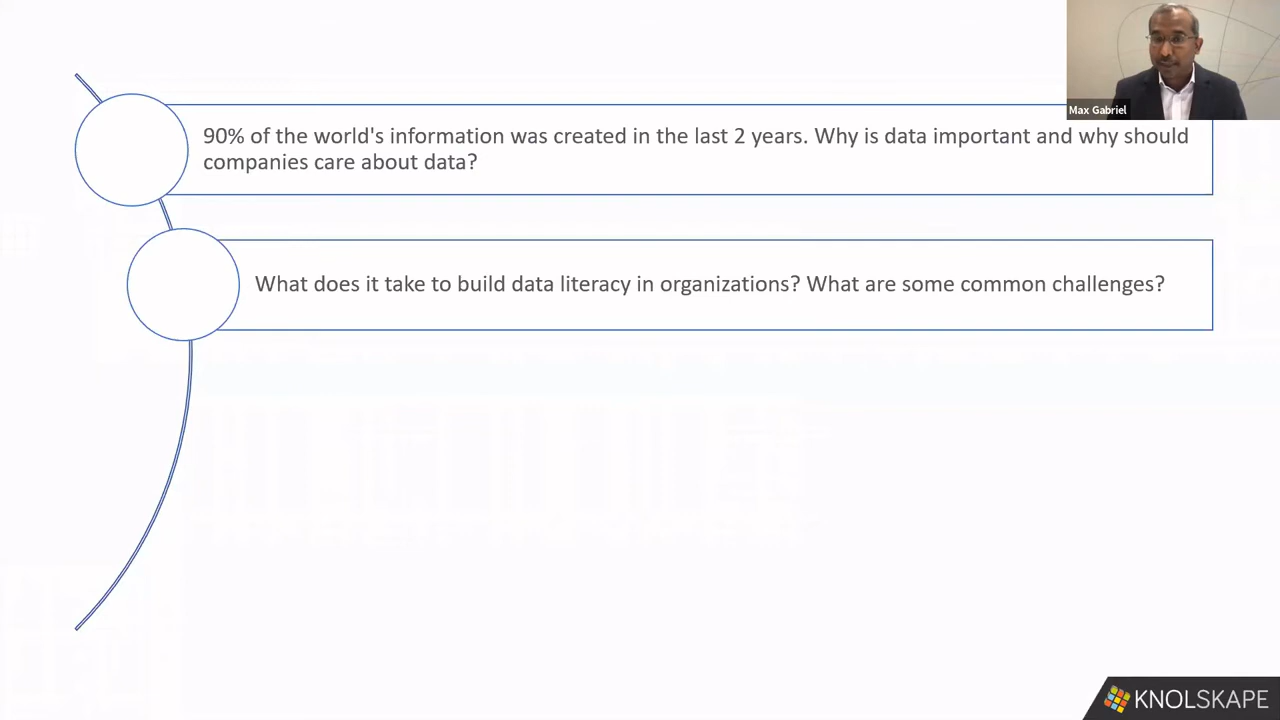 Max Gabriel
90% of the world's information was created in the last 2 years. Why is data important and why should
companies care about data?
What does it take to build data literacy in organizations? What are some common challenges?
KNOLSKAPE